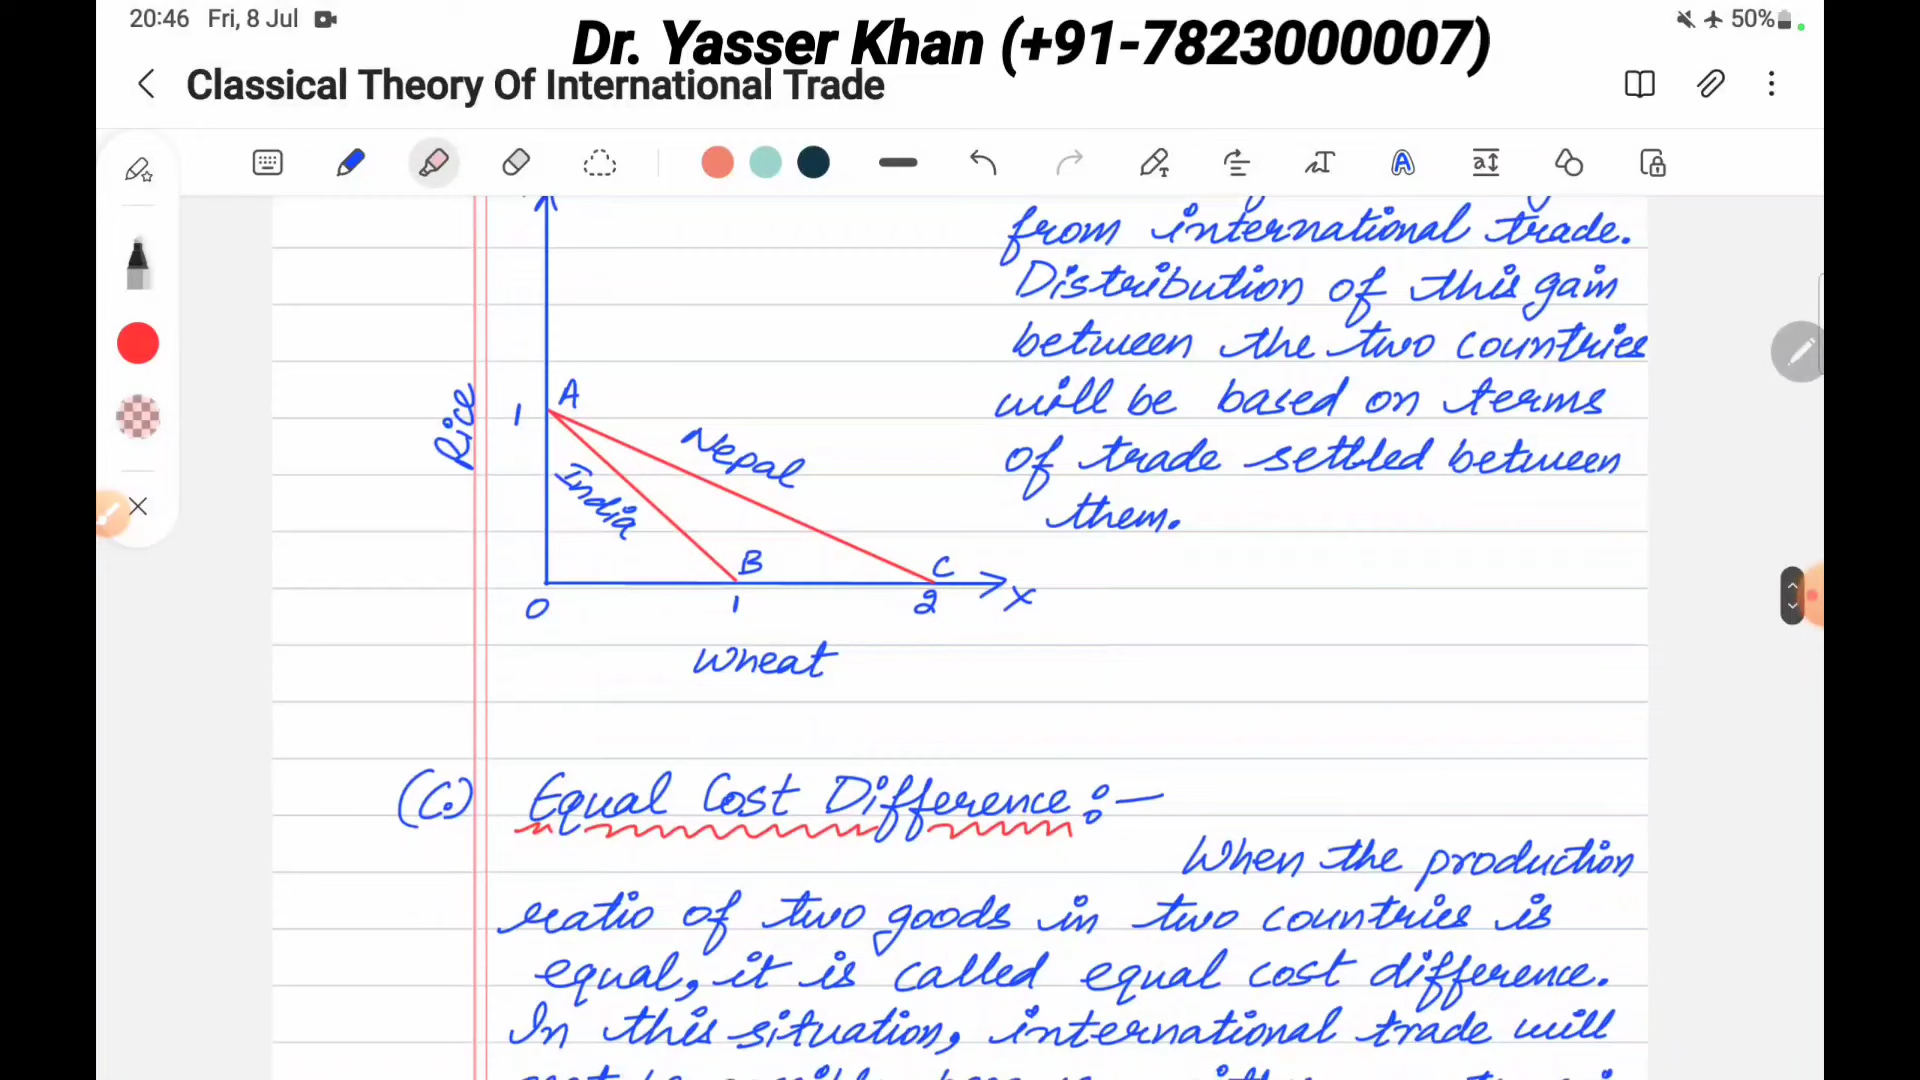 20:46 Fri, 8 Jul
50%
Dr. Yasser Khan (+91-7823000007)
Classical Theory Of International Trade
from international trade.
Distribution of this gain
between the two countries
will be based on terms
of trade settled between
them.
Rice
1
A
Nepal
India
B
C
0
1
2
X
Wheat
(C.) Equal Cost Difference:-
When the production
ratio of two goods in two countries is
equal, it is called equal cost difference.
In this situation, international trade will